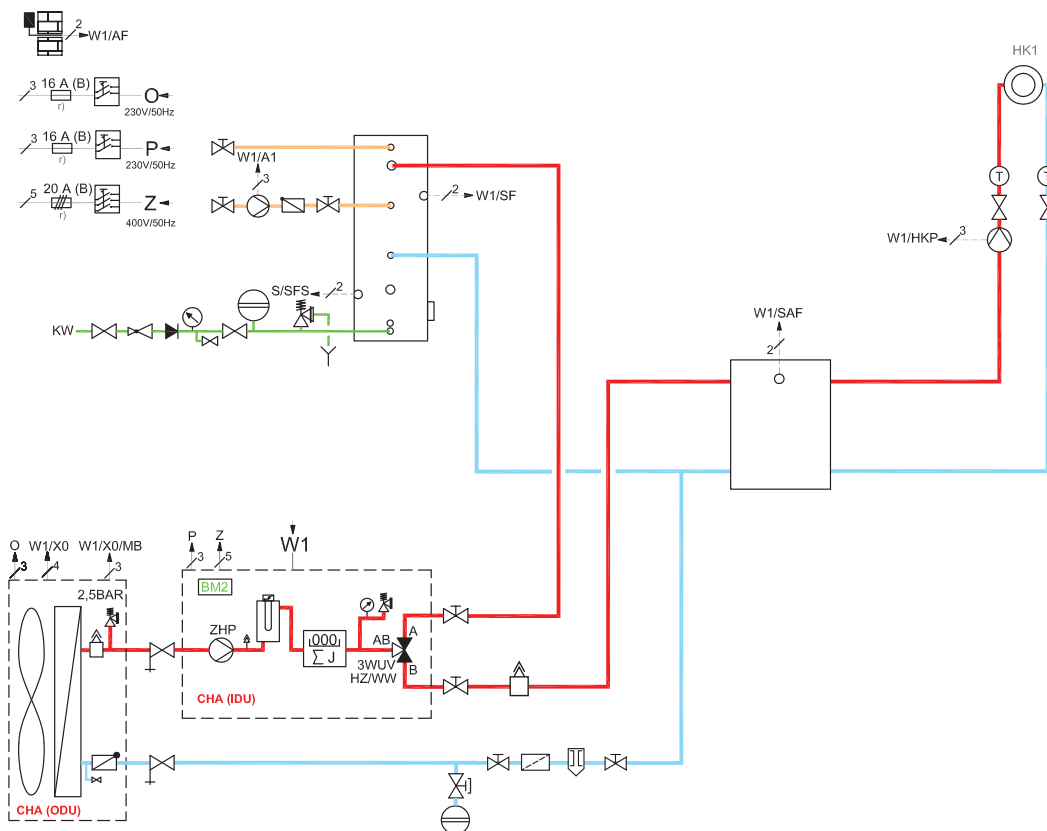 2
W1/AF
3
16 A (B)
r)
O
230V/50Hz
3
16 A (B)
r)
P
230V/50Hz
5
20 A (B)
r)
Z
400V/50Hz
W1/A1
3
2
W1/SF
S/SFS
2
KW
HK1
T
T
W1/HKP
3
W1/SAF
2
O
3
W1/X0
4
W1/X0/MB
3
2,5BAR
CHA (ODU)
P
3
Z
5
W1
BM2
ZHP
000
∑ J
AB
A
B
3WUV
HZ/WW
CHA (IDU)